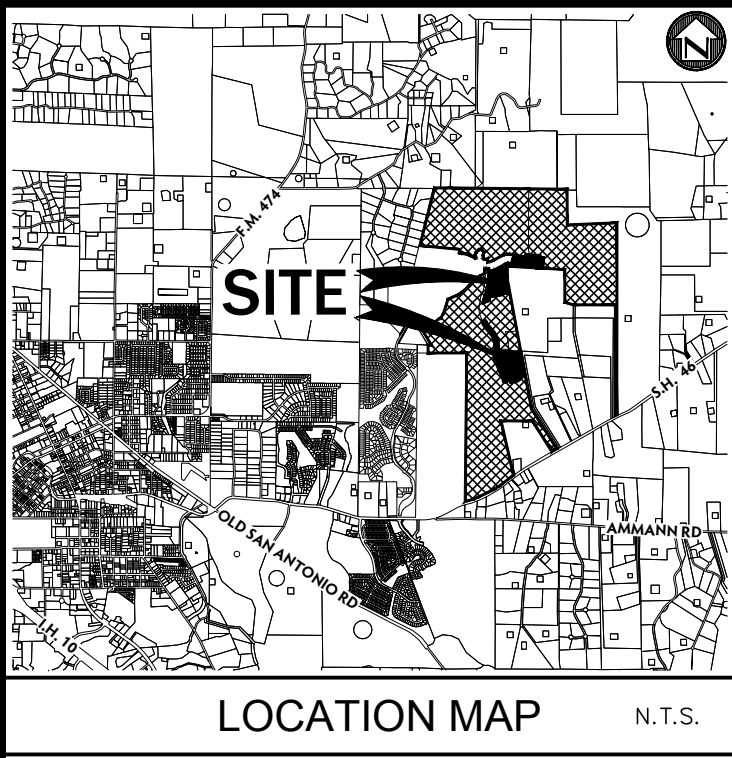 N
F.M. 474
SITE
S.H. 46
AMMANN RD
OLD SAN ANTONIO RD
I.H. 10
LOCATION MAP
N.T.S.